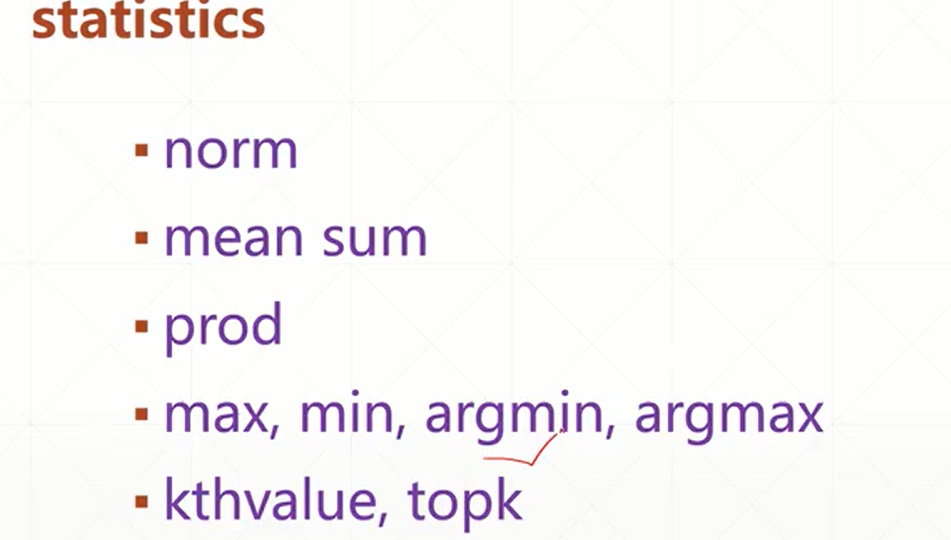 statistics
▪ norm
▪ mean sum
▪ prod
▪ max, min, argmin, argmax
▪ kthvalue, topk